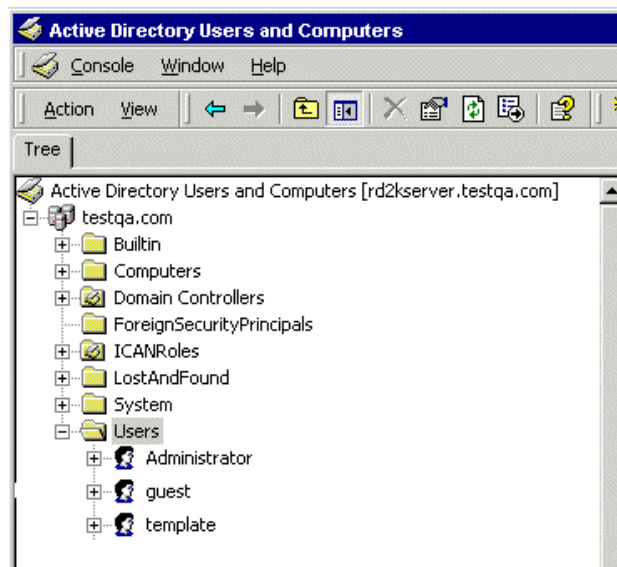 Active Directory Users and Computers
Console Window Help
Action View
Tree
Active Directory Users and Computers [rd2kserver.testqa.com]
testqa.com
Builtin
Computers
Domain Controllers
ForeignSecurityPrincipals
ICANRoles
LostAndFound
System
Users
Administrator
guest
template